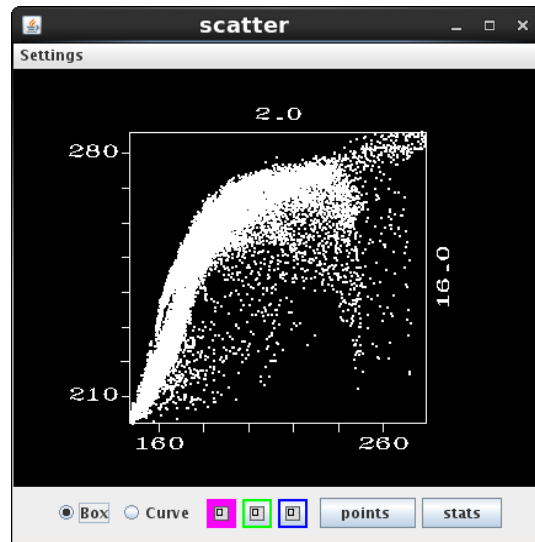 scatter
Settings
2.0
280
16.0
210
160
260
Box
Curve
points
stats